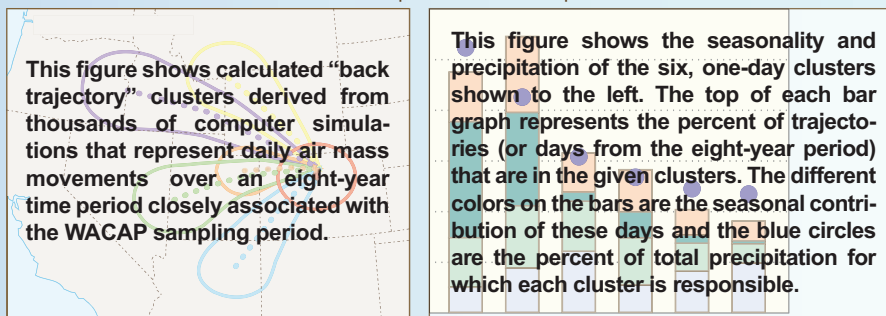 This figure shows calculated “back
trajectory” clusters derived from
thousands of computer simula-
tions that represent daily air mass
movements over an eight-year
time period closely associated with
the WACAP sampling period.
This figure shows the seasonality and
precipitation of the six, one-day clusters
shown to the left. The top of each bar
graph represents the percent of trajecto-
ries (or days from the eight-year period)
that are in the given clusters. The different
colors on the bars are the seasonal contri-
bution of these days and the blue circles
are the percent of total precipitation for
which each cluster is responsible.